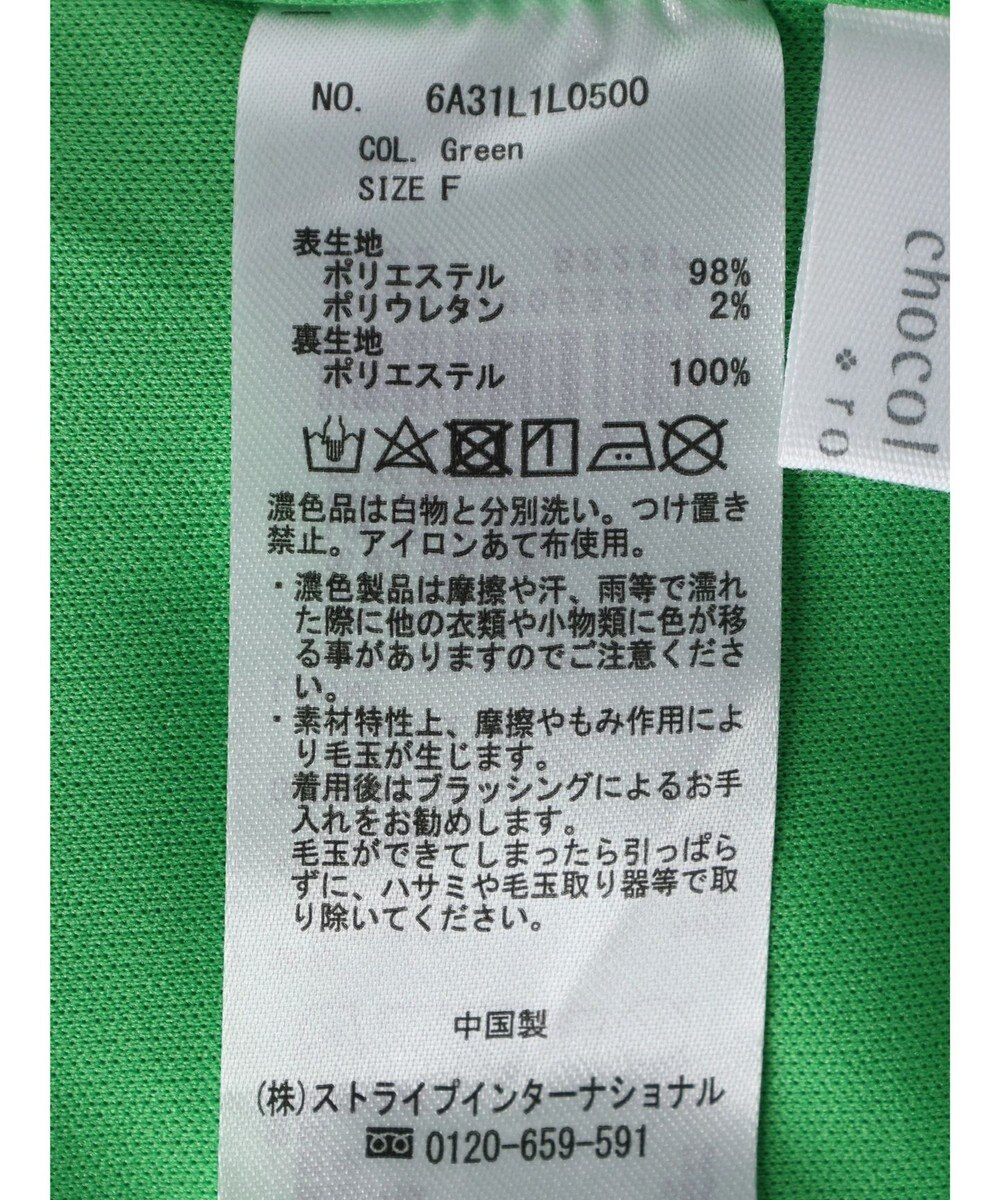 NO. 6A31L1L0500
COL. Green
SIZE F
表生地
ポリエステル 98%
ポリウレタン 2%
裏生地
ポリエステル 100%
濃色品は白物と分別洗い。つけ置き
禁止。アイロンあて布使用。
・濃色製品は摩擦や汗、雨等で濡れ
た際に他の衣類や小物類に色が移
る事がありますのでご注意くださ
い。
・素材特性上、摩擦やもみ作用によ
り毛玉が生じます。
着用後はブラッシングによるお手
入れをお勧めします。
毛玉ができてしまったら引っぱら
ずに、ハサミや毛玉取り器等で取
り除いてください。
中国製
(株)ストライプインターナショナル
0120-659-591
chocol
ro